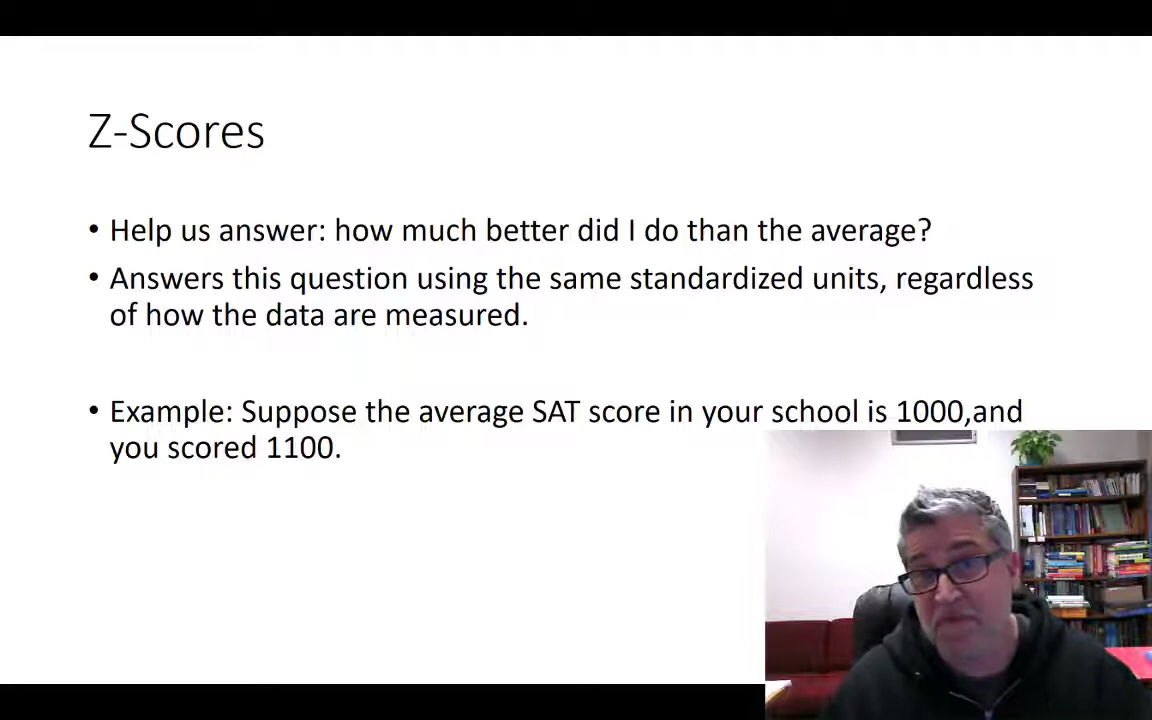 Z-Scores
• Help us answer: how much better did I do than the average?
• Answers this question using the same standardized units, regardless
of how the data are measured.
• Example: Suppose the average SAT score in your school is 1000,and
you scored 1100.